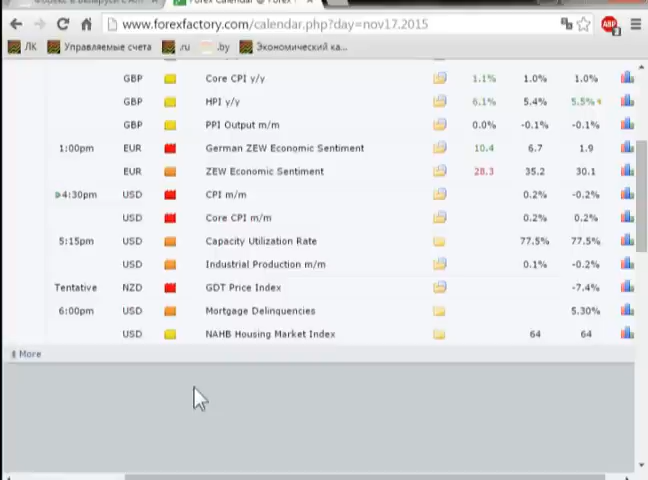 www.forexfactory.com/calendar.php?day=nov17.2015
ABP
ЛК Управляемые счета .ru .by Экономический ка...
GBP Core CPI y/y 1.1% 1.0% 1.0%
GBP HPI y/y 6.1% 5.4% 5.5%
GBP PPI Output m/m 0.0% -0.1% -0.1%
1:00pm EUR German ZEW Economic Sentiment 10.4 6.7 1.9
EUR ZEW Economic Sentiment 28.3 35.2 30.1
4:30pm USD CPI m/m 0.2% -0.2%
USD Core CPI m/m 0.2% 0.2%
5:15pm USD Capacity Utilization Rate 77.5% 77.5%
USD Industrial Production m/m 0.1% -0.2%
Tentative NZD GDT Price Index -7.4%
6:00pm USD Mortgage Delinquencies 5.30%
USD NAHB Housing Market Index 64 64
More